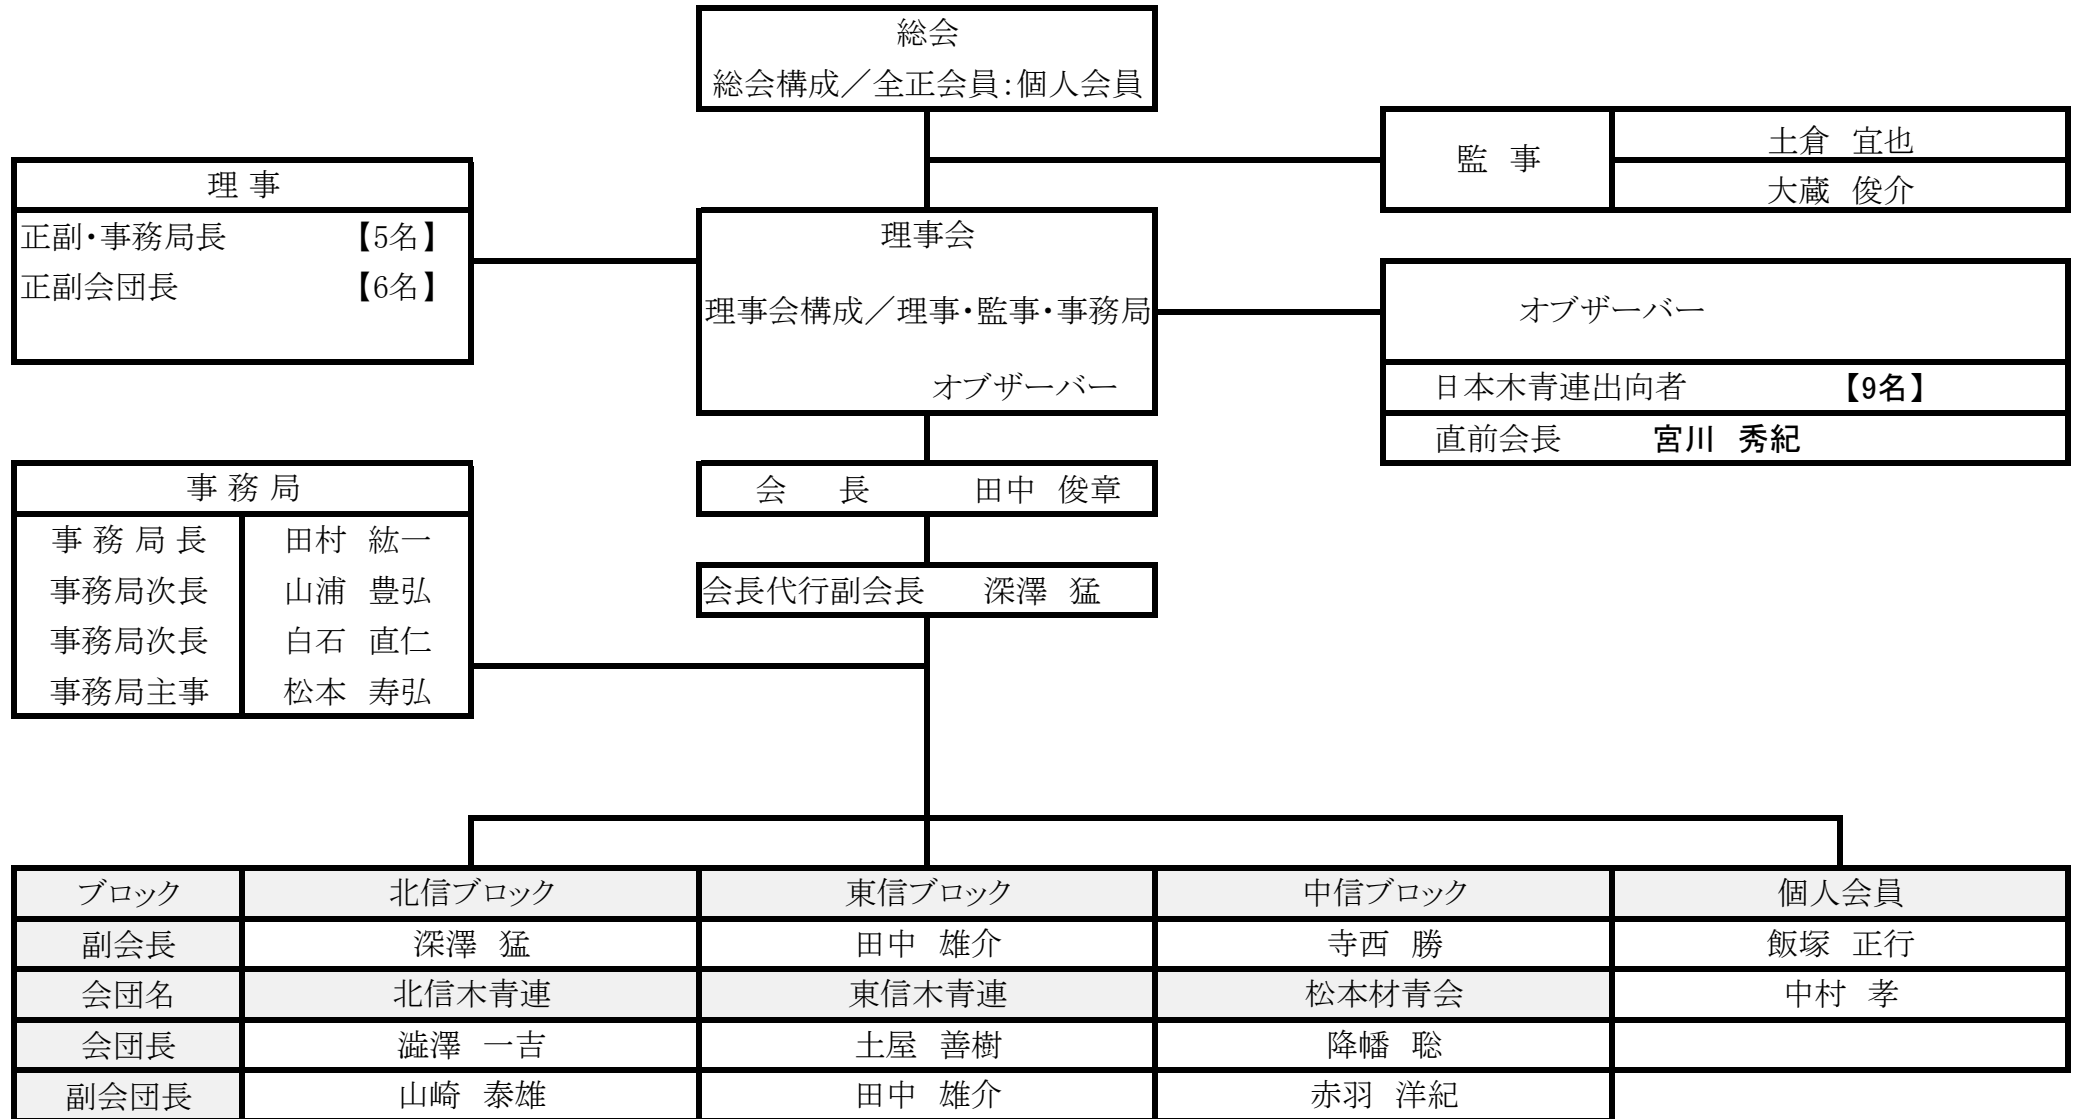 総会
総会構成／全正会員：個人会員
監 事
土倉 宜也
大蔵 俊介
理 事
正副・事務局長 【5名】
正副会団長 【6名】
理事会
理事会構成／理事・監事・事務局
オブザーバー
オブザーバー
日本木青連出向者 【9名】
直前会長 宮川 秀紀
会 長 田中 俊章
会長代行副会長 深澤 猛
事 務 局
事 務 局 長 田村 紘一
事務局次長 山浦 豊弘
事務局次長 白石 直仁
事務局主事 松本 寿弘
ブロック 北信ブロック 東信ブロック 中信ブロック 個人会員
副会長 深澤 猛 田中 雄介 寺西 勝 飯塚 正行
会団名 北信木青連 東信木青連 松本材青会 中村 孝
会団長 澁澤 一吉 土屋 善樹 降幡 聡
副会団長 山崎 泰雄 田中 雄介 赤羽 洋紀